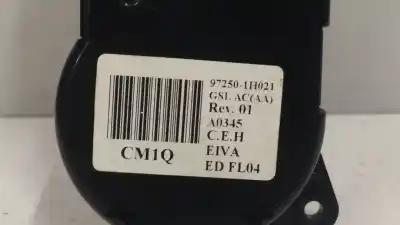 97250-1H021
GSL AC(AA)
Rev. 01
A0345
C.E.H
CM1Q
EIVA
ED FL04